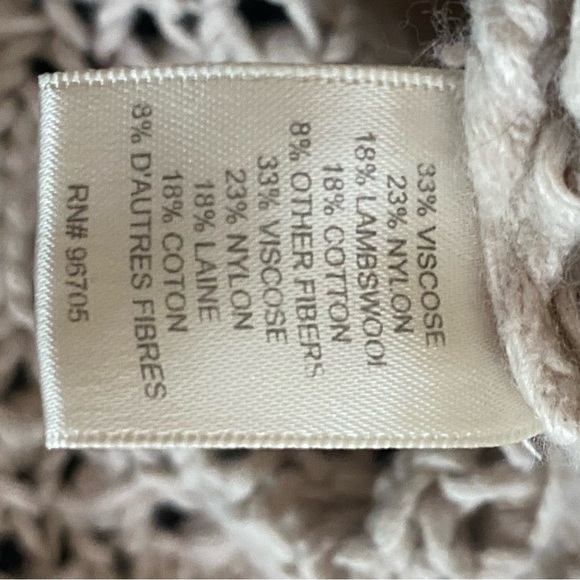 33% VISCOSE
23% NYLON
18% LAMBSWOOl
18% COTTON
8% OTHER FIBERS
33% VISCOSE
23% NYLON
18% LAINE
18% COTON
8% D'AUTRES FIBRES
RN# 96705